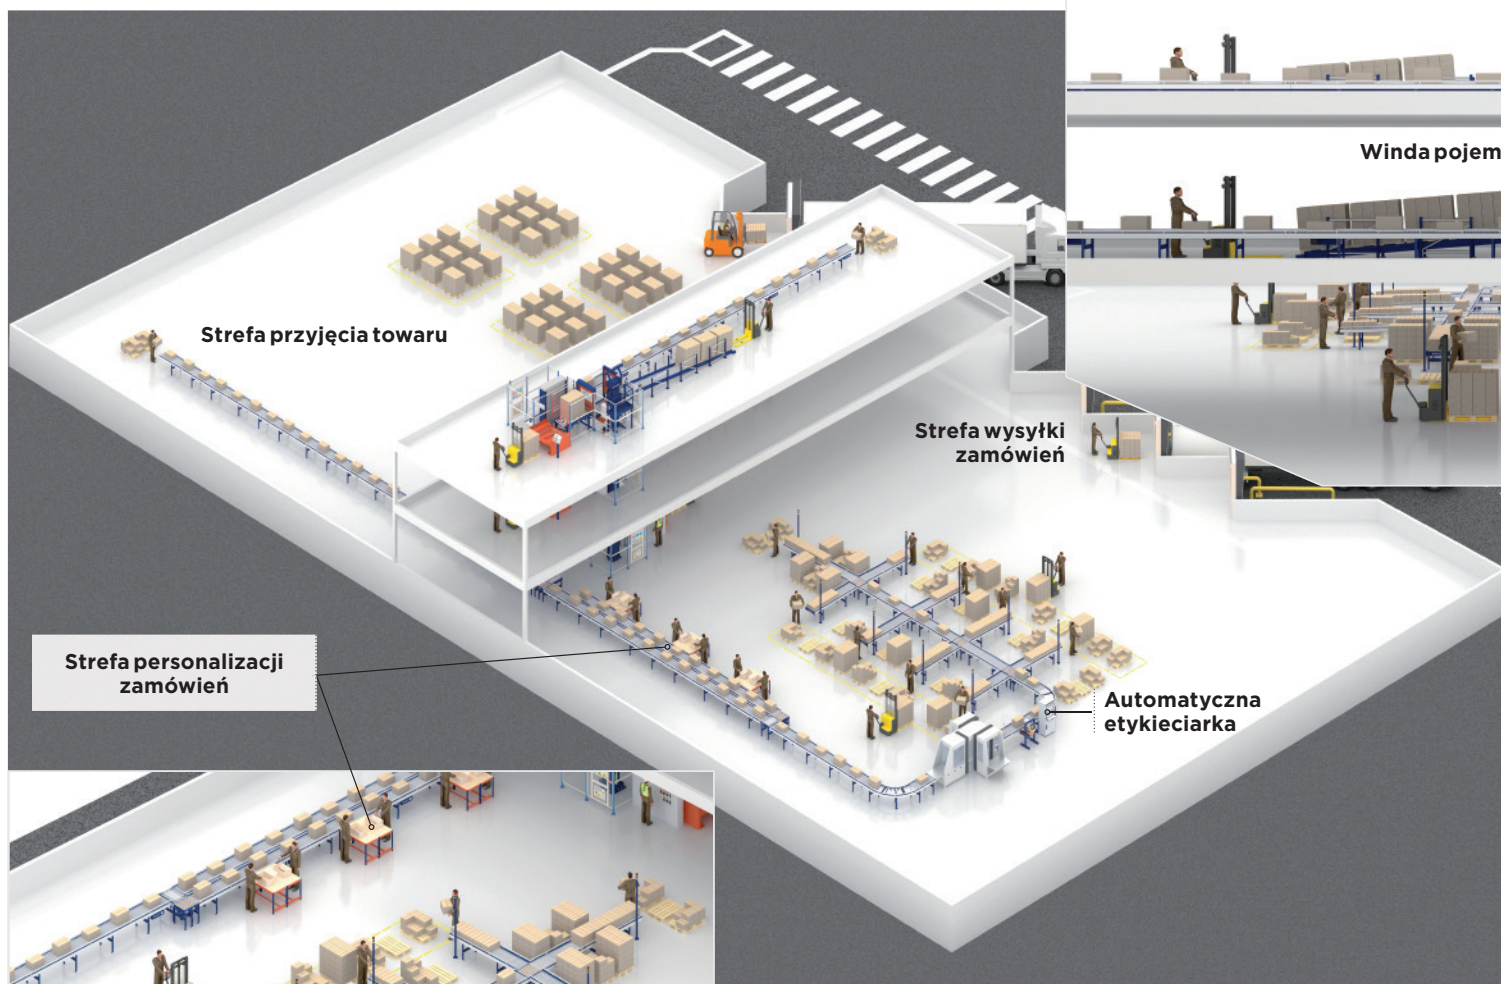 Winda pojem
Strefa przyjęcia towaru
Strefa wysyłki
zamówień
Strefa personalizacji
zamówień
Automatyczna
etykieciarka